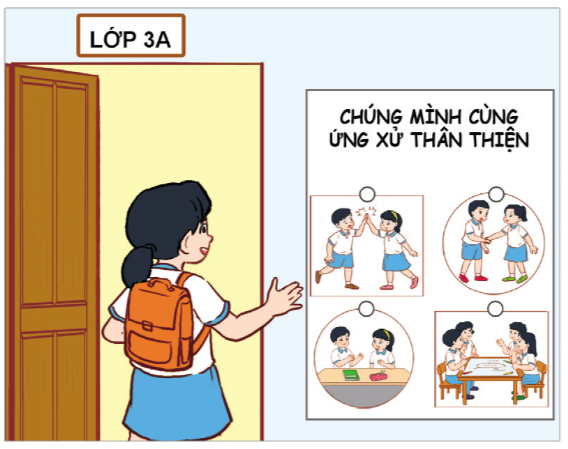 LỚP 3A
CHÚNG MÌNH CÙNG
ỨNG XỬ THÂN THIỆN